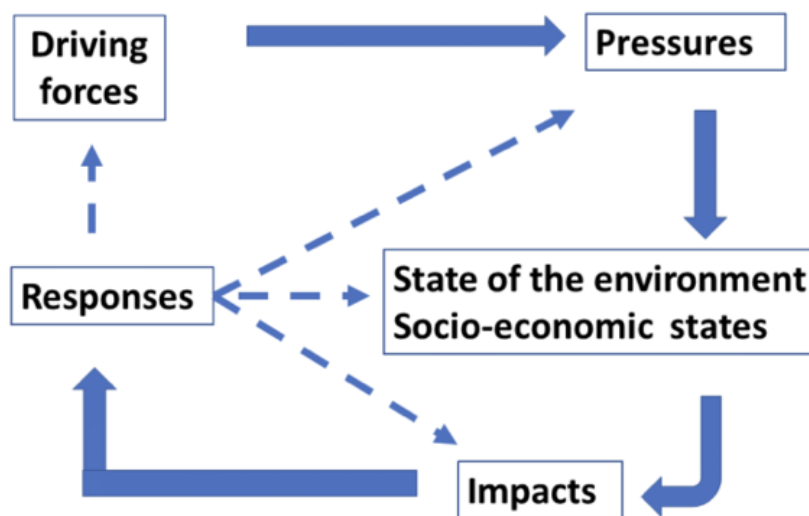 Driving
forces
Pressures
Responses
State of the environment
Socio-economic states
Impacts